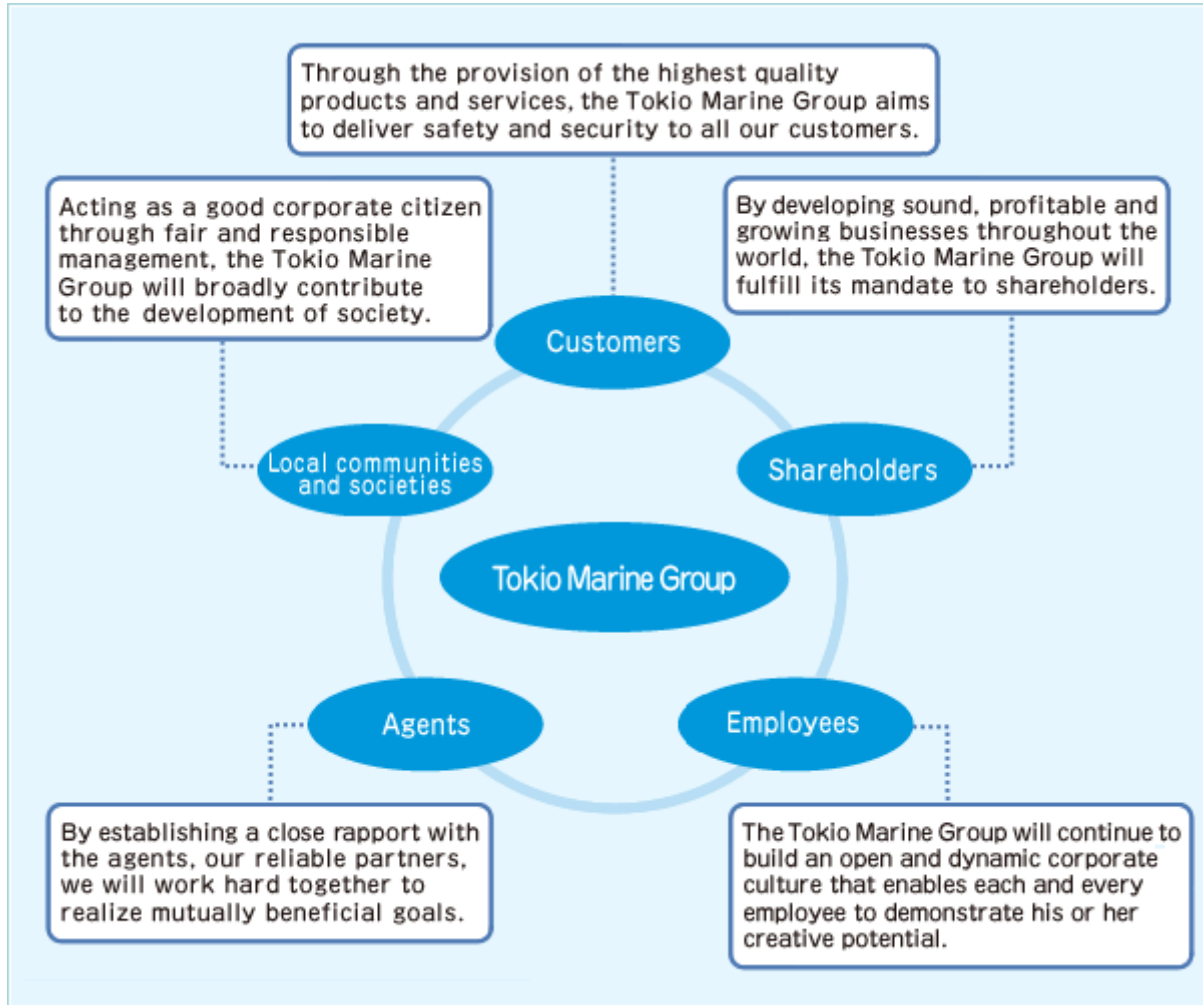 Through the provision of the highest quality
products and services, the Tokio Marine Group aims
to deliver safety and security to all our customers.
Acting as a good corporate citizen
through fair and responsible
management, the Tokio Marine
Group will broadly contribute
to the development of society.
By developing sound, profitable and
growing businesses throughout the
world, the Tokio Marine Group will
fulfill its mandate to shareholders.
Customers
Local communities
and societies
Shareholders
Tokio Marine Group
Agents
Employees
By establishing a close rapport with
the agents, our reliable partners,
we will work hard together to
realize mutually beneficial goals.
The Tokio Marine Group will continue to
build an open and dynamic corporate
culture that enables each and every
employee to demonstrate his or her
creative potential.